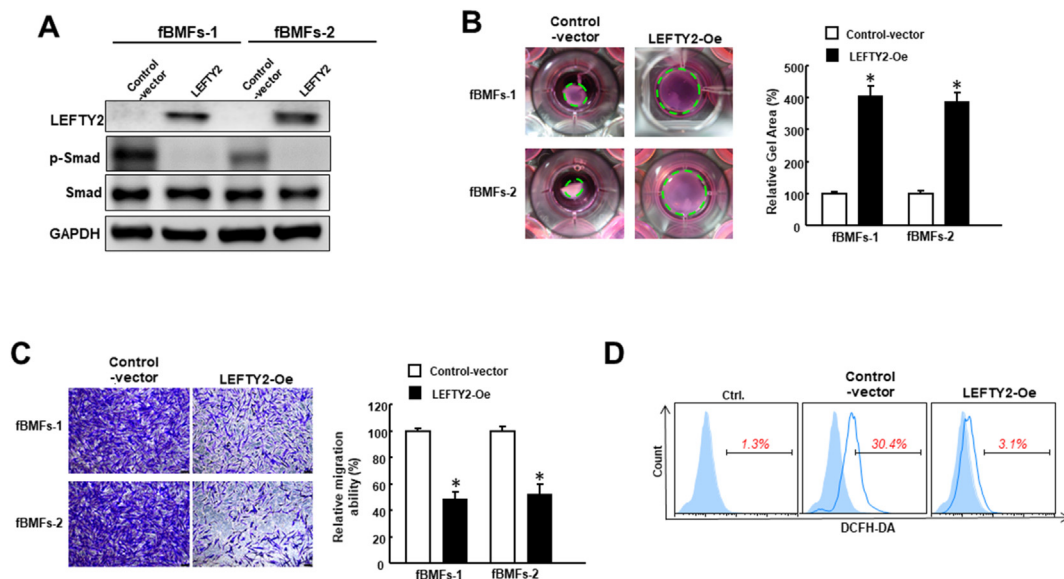 A
fBMFs-1 fBMFs-2
Control
-vector
LEFTY2
Control
-vector
LEFTY2
LEFTY2
p-Smad
Smad
GAPDH
B
Control
-vector
LEFTY2-Oe
fBMFs-1
fBMFs-2
Control-vector
LEFTY2-Oe
Relative Gel Area (%)
500
400
300
200
100
0
* *
fBMFs-1 fBMFs-2
C
Control
-vector
LEFTY2-Oe
fBMFs-1
fBMFs-2
Control-vector
LEFTY2-Oe
Relative migration
ability (%)
120
100
80
60
40
20
0
* *
fBMFs-1 fBMFs-2
D
Ctrl.
Control
-vector
LEFTY2-Oe
Count
1.3% 30.4% 3.1%
DCFH-DA